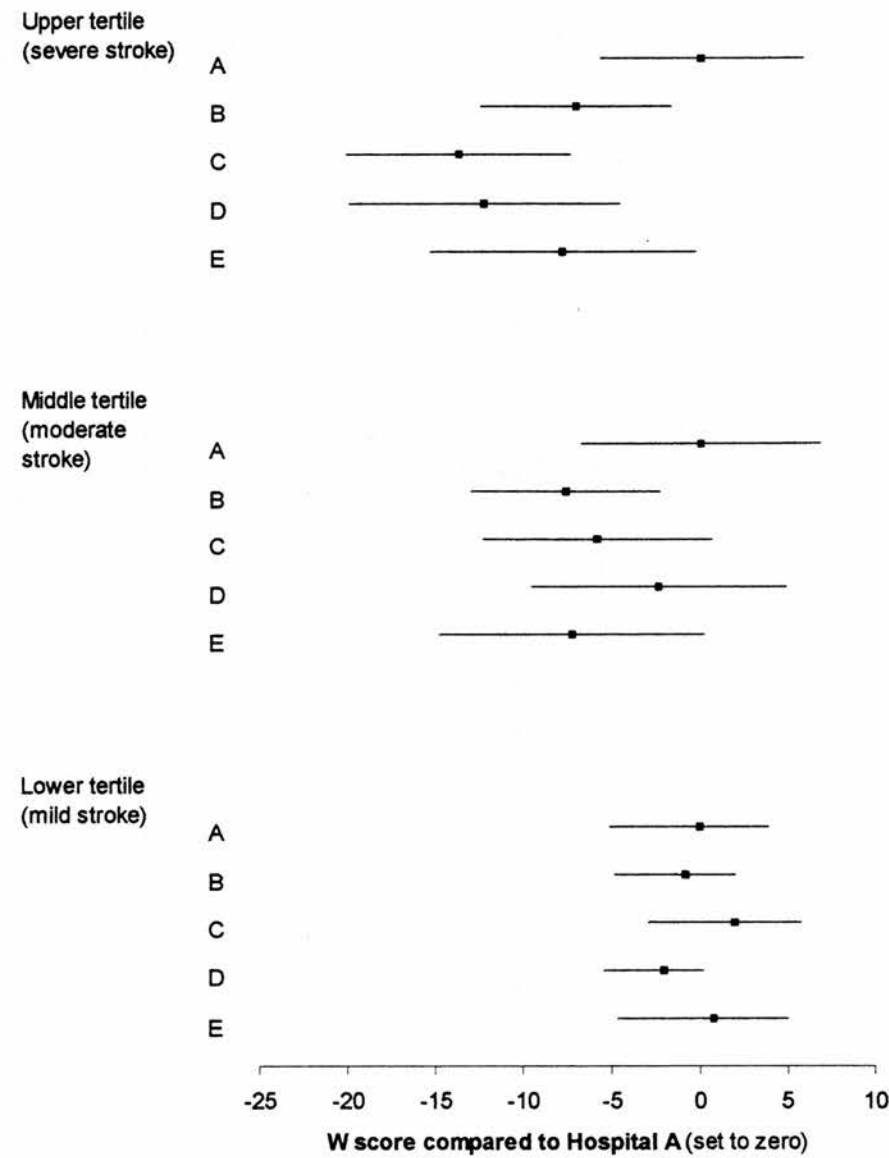 Upper tertile
(severe stroke)
A
B
C
D
E
Middle tertile
(moderate
stroke)
A
B
C
D
E
Lower tertile
(mild stroke)
A
B
C
D
E
-25 -20 -15 -10 -5 0 5 10
W score compared to Hospital A (set to zero)